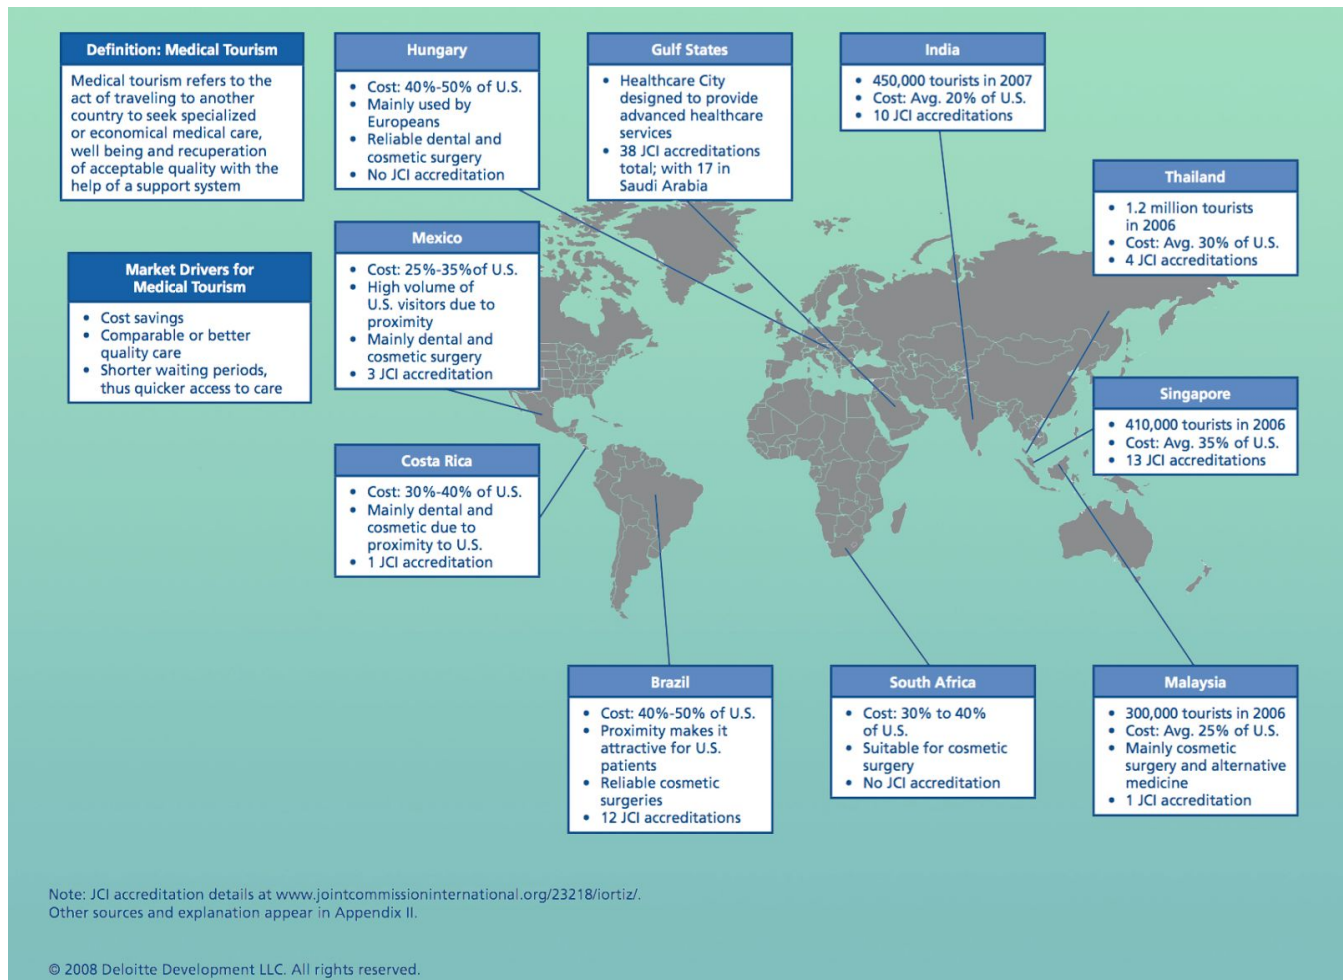 Definition: Medical Tourism
Medical tourism refers to the
act of traveling to another
country to seek specialized
or economical medical care,
well being and recuperation
of acceptable quality with the
help of a support system
Market Drivers for
Medical Tourism
• Cost savings
• Comparable or better
quality care
• Shorter waiting periods,
thus quicker access to care
Hungary
• Cost: 40%-50% of U.S.
• Mainly used by
Europeans
• Reliable dental and
cosmetic surgery
• No JCI accreditation
Mexico
• Cost: 25%-35%of U.S.
• High volume of
U.S. visitors due to
proximity
• Mainly dental and
cosmetic surgery
• 3 JCI accreditation
Costa Rica
• Cost: 30%-40% of U.S.
• Mainly dental and
cosmetic due to
proximity to U.S.
• 1 JCI accreditation
Gulf States
• Healthcare City
designed to provide
advanced healthcare
services
• 38 JCI accreditations
total; with 17 in
Saudi Arabia
India
• 450,000 tourists in 2007
• Cost: Avg. 20% of U.S.
• 10 JCI accreditations
Thailand
• 1.2 million tourists
in 2006
• Cost: Avg. 30% of U.S.
• 4 JCI accreditations
Singapore
• 410,000 tourists in 2006
• Cost: Avg. 35% of U.S.
• 13 JCI accreditations
Brazil
• Cost: 40%-50% of U.S.
• Proximity makes it
attractive for U.S.
patients
• Reliable cosmetic
surgeries
• 12 JCI accreditations
South Africa
• Cost: 30% to 40%
of U.S.
• Suitable for cosmetic
surgery
• No JCI accreditation
Malaysia
• 300,000 tourists in 2006
• Cost: Avg. 25% of U.S.
• Mainly cosmetic
surgery and alternative
medicine
• 1 JCI accreditation
Note: JCI accreditation details at www.jointcommissioninternational.org/23218/iortiz/.
Other sources and explanation appear in Appendix II.
© 2008 Deloitte Development LLC. All rights reserved.